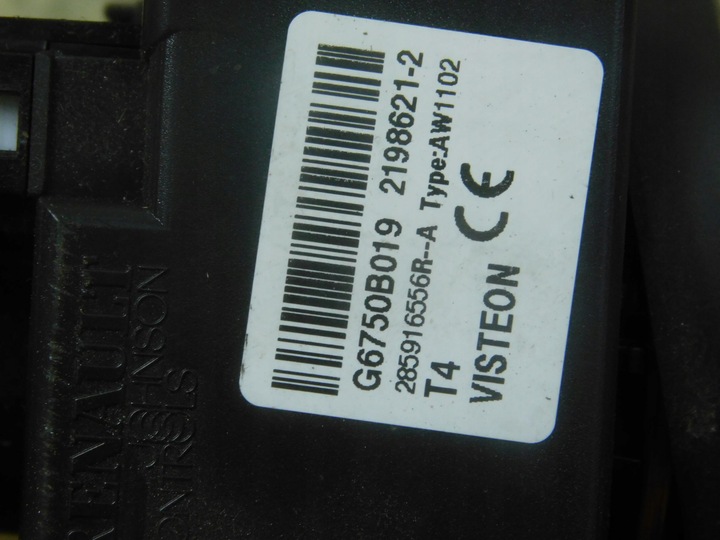 G6750B019 2198621-2
285916556R--A Type:AW1102
T4
VISTEON CE
RENAULT
JOHNSON
CONTROLS